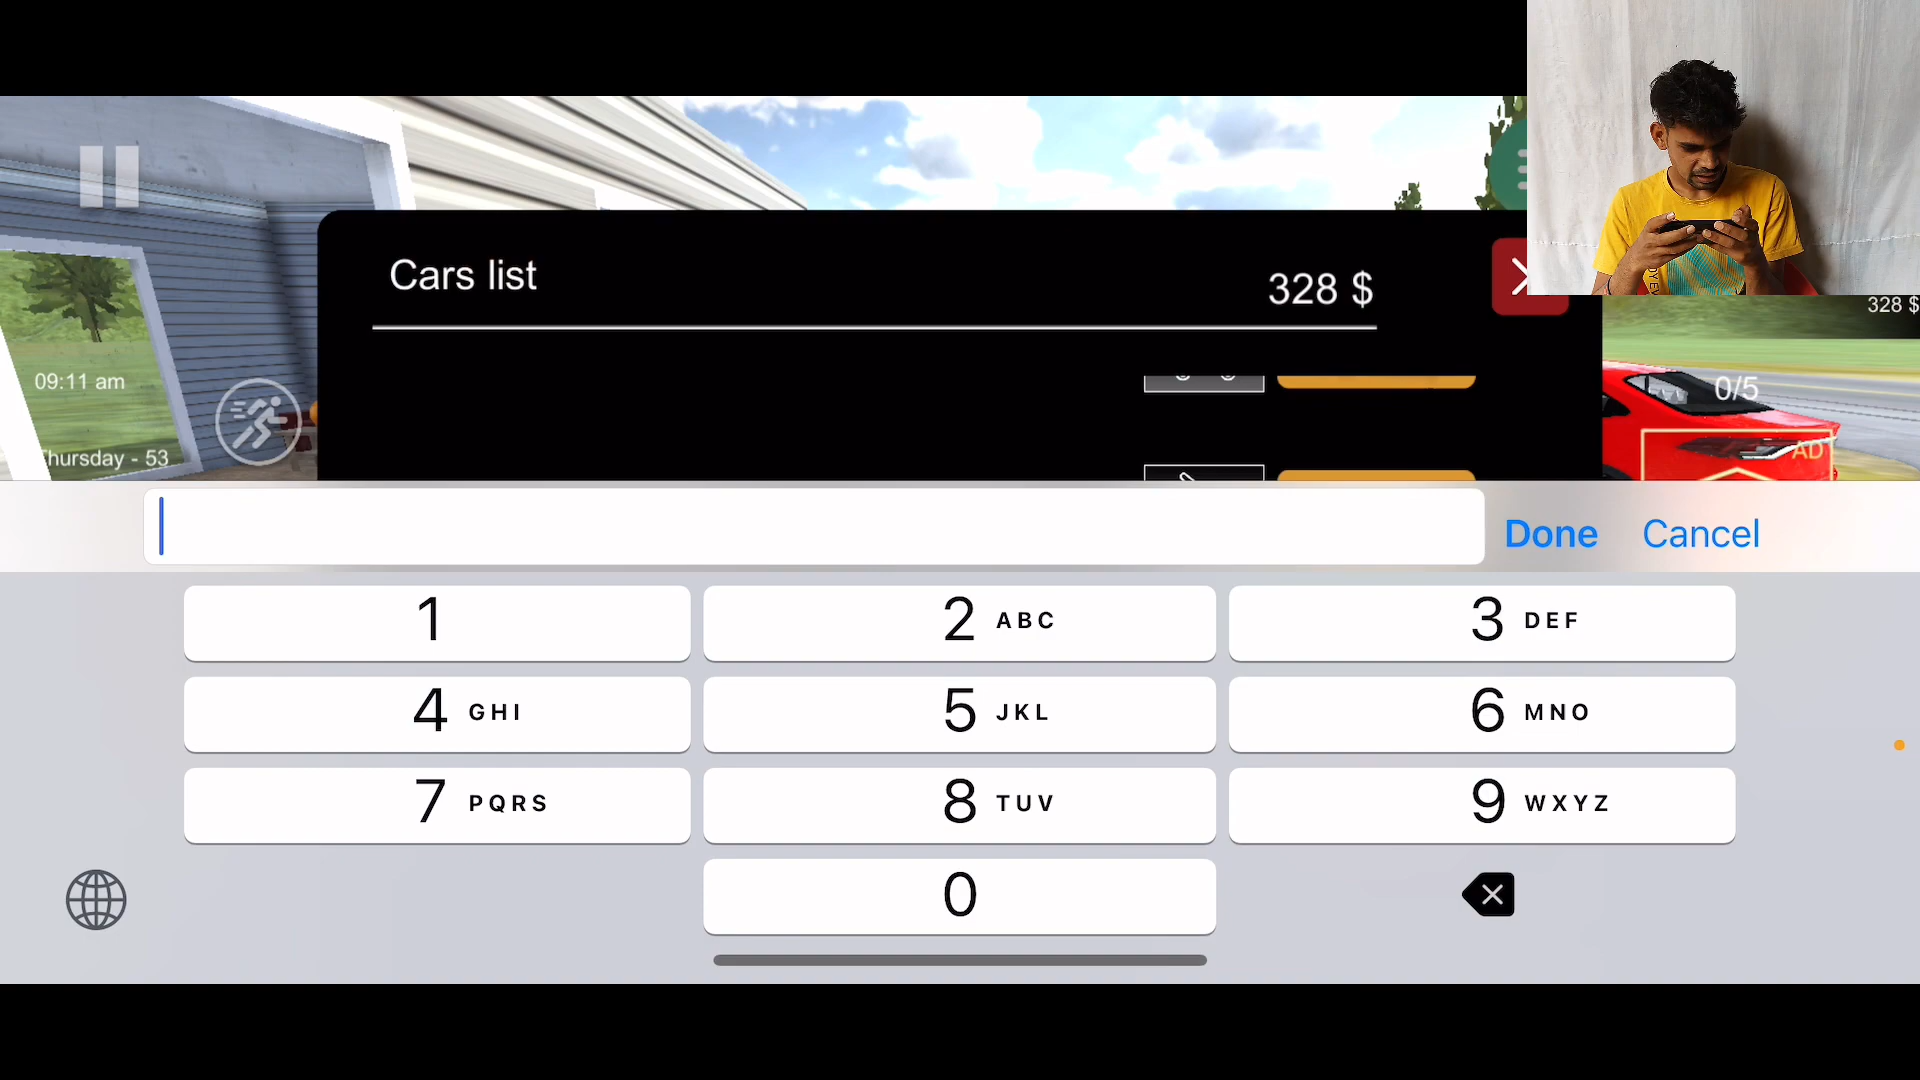 Cars list
328 $
328 $
09:11 am
0/5
Thursday - 53
AD
Done
Cancel
1
2 ABC
3 DEF
4 GHI
5 JKL
6 MNO
7 PQRS
8 TUV
9 WXYZ
0